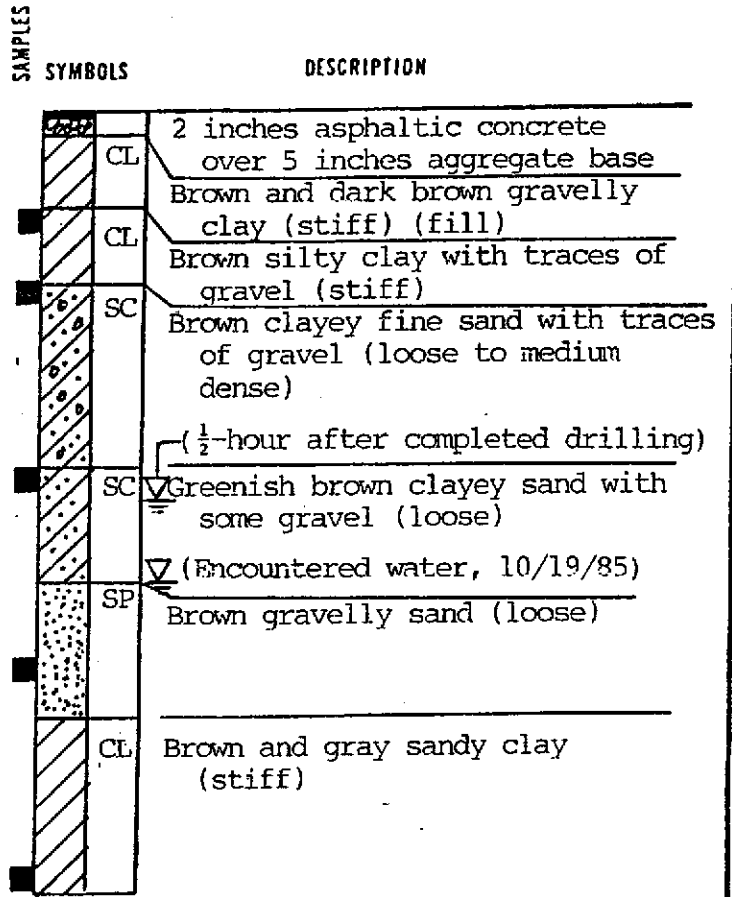 SAMPLES
SYMBOLS
DESCRIPTION
2 inches asphaltic concrete
over 5 inches aggregate base
CL
Brown and dark brown gravelly
clay (stiff) (fill)
CL
Brown silty clay with traces of
gravel (stiff)
SC
Brown clayey fine sand with traces
of gravel (loose to medium
dense)
(½-hour after completed drilling)
SC
Greenish brown clayey sand with
some gravel (loose)
(Encountered water, 10/19/85)
SP
Brown gravelly sand (loose)
CL
Brown and gray sandy clay
(stiff)